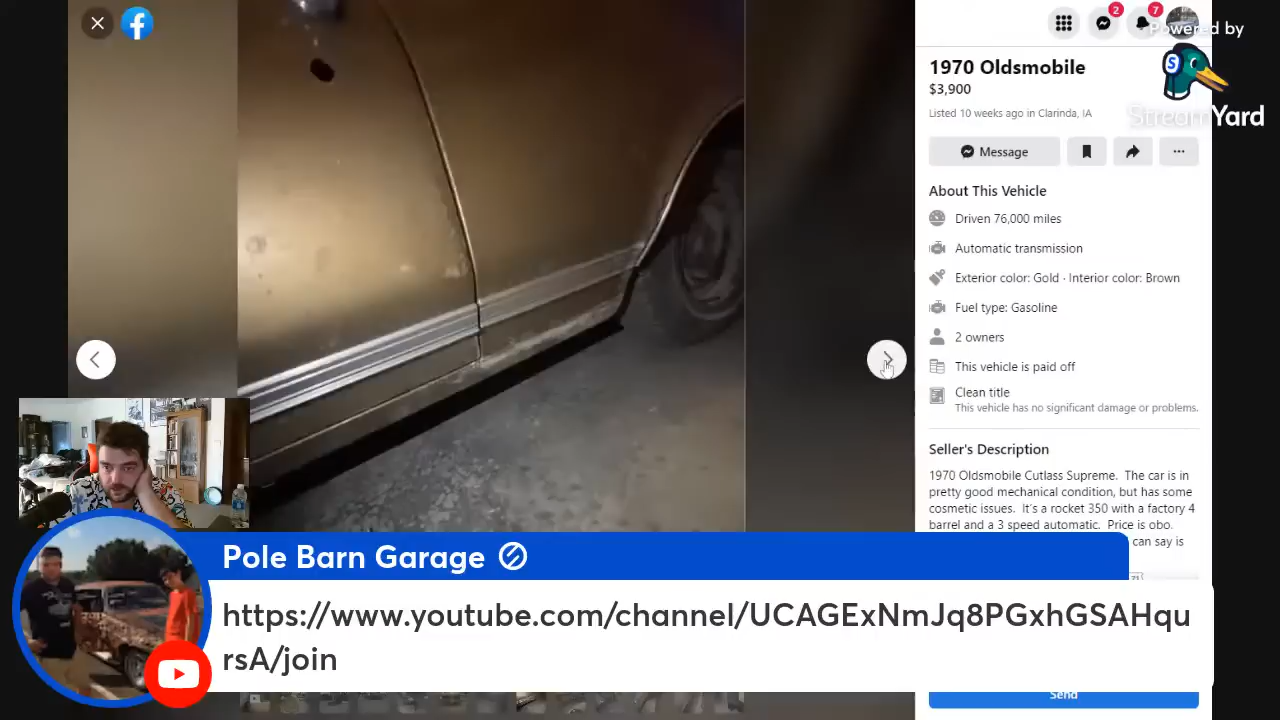 2
7
Powered by
StreamYard
1970 Oldsmobile
$3,900
Listed 10 weeks ago in Clarinda, IA
Message
About This Vehicle
Driven 76,000 miles
Automatic transmission
Exterior color: Gold · Interior color: Brown
Fuel type: Gasoline
2 owners
This vehicle is paid off
Clean title
This vehicle has no significant damage or problems.
Seller's Description
1970 Oldsmobile Cutlass Supreme. The car is in
pretty good mechanical condition, but has some
cosmetic issues. It's a rocket 350 with a factory 4
barrel and a 3 speed automatic. Price is obo.
can say is
Pole Barn Garage
https://www.youtube.com/channel/UCAGExNmJq8PGxhGSAHqu
rsA/join
Send